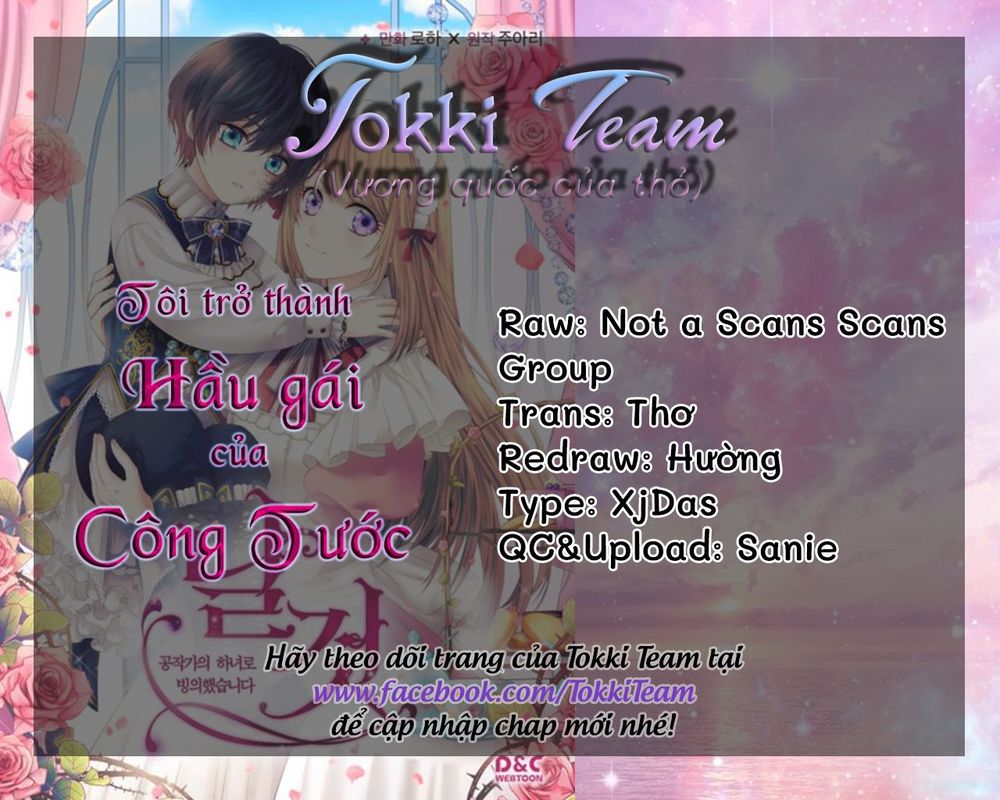 만화 로하 × 원작 주아리
Tokki Team
(Vương quốc của thỏ)
Tôi trở thành
Hầu gái
của
Công Tước
Raw: Not a Scans Scans
Group
Trans: Thơ
Redraw: Hường
Type: XjDas
QC&Upload: Sanie
공작가의 하녀로
빙의했습니다
Hãy theo dõi trang của Tokki Team tại
www.facebook.com/TokkiTeam
để cập nhập chap mới nhé!
D&C
WEBTOON